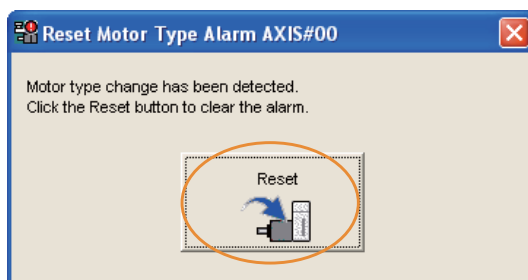 Reset Motor Type Alarm AXIS#00
Motor type change has been detected.
Click the Reset button to clear the alarm.
Reset